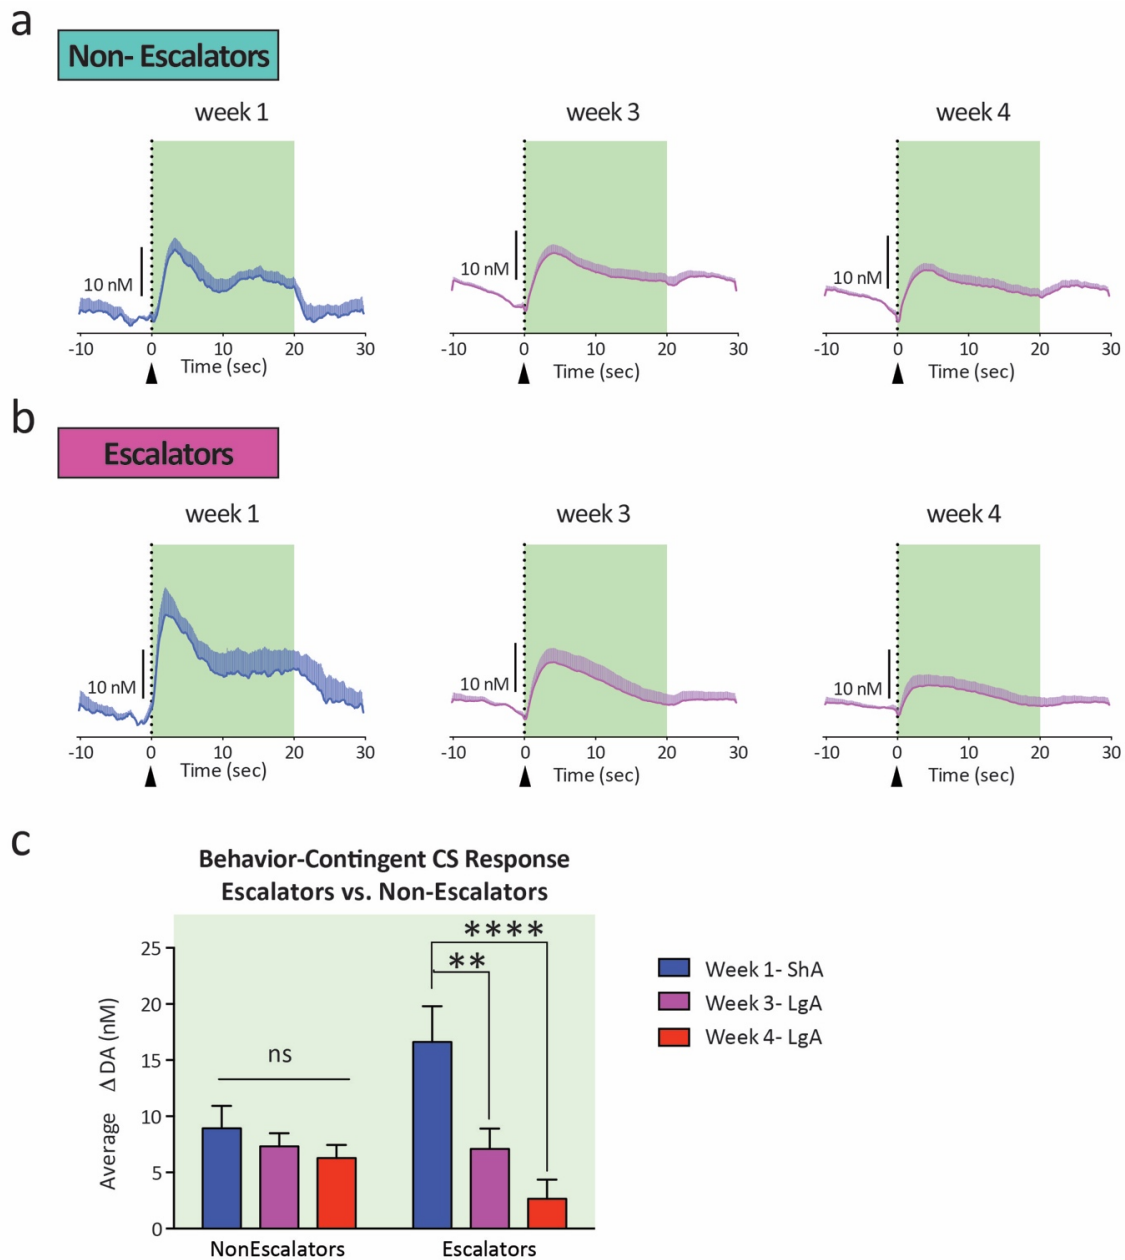 a
Non- Escalators
week 1
week 3
week 4
10 nM
10 nM
10 nM
-10 0 10 20 30
-10 0 10 20 30
-10 0 10 20 30
Time (sec)
Time (sec)
Time (sec)
b
Escalators
week 1
week 3
week 4
10 nM
10 nM
10 nM
-10 0 10 20 30
-10 0 10 20 30
-10 0 10 20 30
Time (sec)
Time (sec)
Time (sec)
c
Behavior-Contingent CS Response
Escalators vs. Non-Escalators
Average Δ DA (nM)
25
20
15
10
5
0
ns
**
****
NonEscalators
Escalators
Week 1- ShA
Week 3- LgA
Week 4- LgA